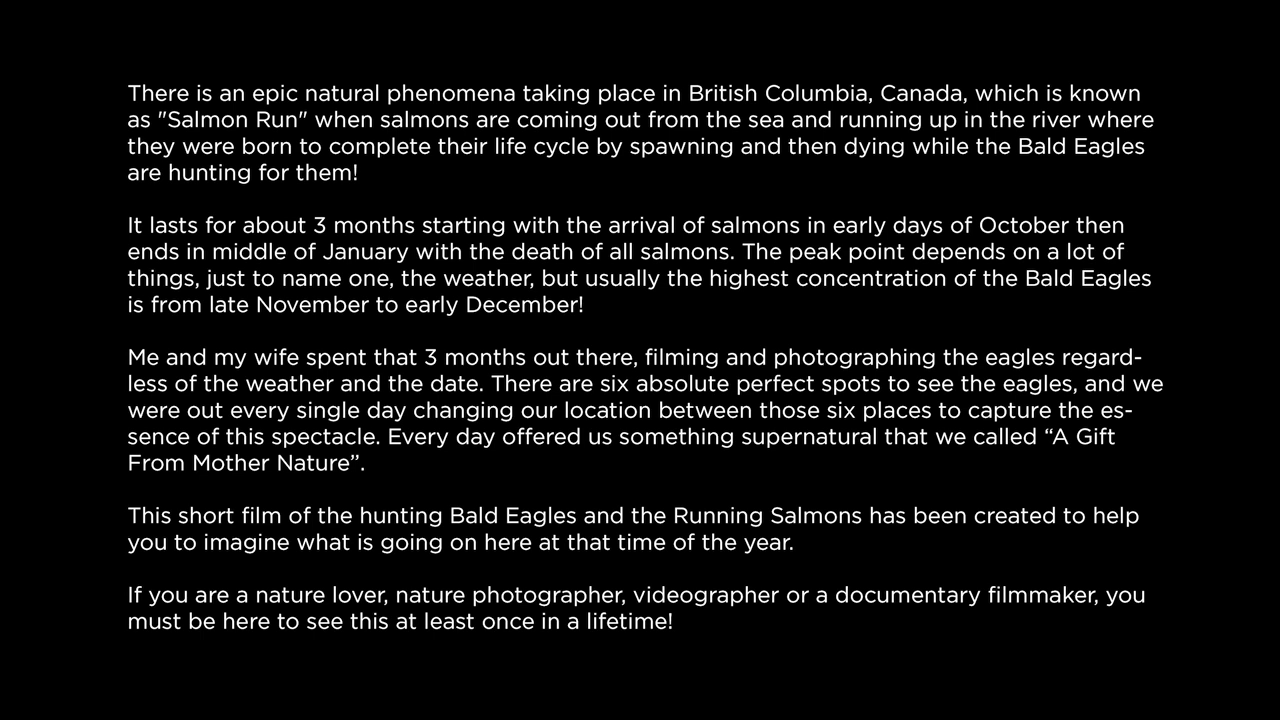 There is an epic natural phenomena taking place in British Columbia, Canada, which is known
as "Salmon Run" when salmons are coming out from the sea and running up in the river where
they were born to complete their life cycle by spawning and then dying while the Bald Eagles
are hunting for them!
It lasts for about 3 months starting with the arrival of salmons in early days of October then
ends in middle of January with the death of all salmons. The peak point depends on a lot of
things, just to name one, the weather, but usually the highest concentration of the Bald Eagles
is from late November to early December!
Me and my wife spent that 3 months out there, filming and photographing the eagles regard-
less of the weather and the date. There are six absolute perfect spots to see the eagles, and we
were out every single day changing our location between those six places to capture the es-
sence of this spectacle. Every day offered us something supernatural that we called “A Gift
From Mother Nature”.
This short film of the hunting Bald Eagles and the Running Salmons has been created to help
you to imagine what is going on here at that time of the year.
If you are a nature lover, nature photographer, videographer or a documentary filmmaker, you
must be here to see this at least once in a lifetime!